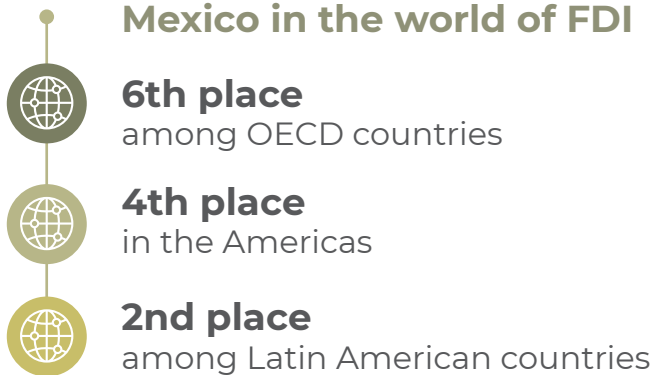 Mexico in the world of FDI
6th place
among OECD countries
4th place
in the Americas
2nd place
among Latin American countries